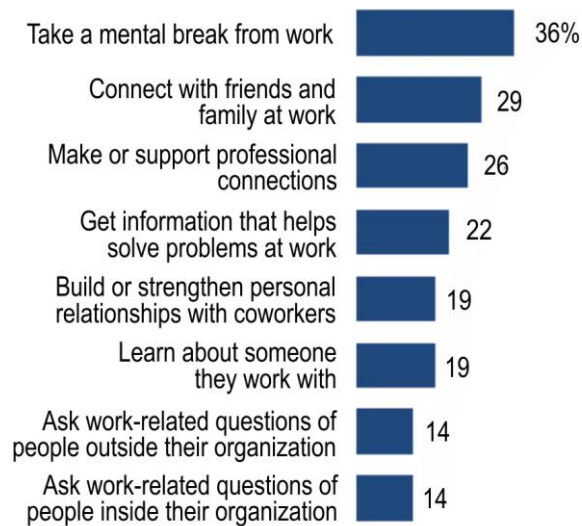 Take a mental break from work 36%
Connect with friends and
family at work 29
Make or support professional
connections 26
Get information that helps
solve problems at work 22
Build or strengthen personal
relationships with coworkers 19
Learn about someone
they work with 19
Ask work-related questions of
people outside their organization 14
Ask work-related questions of
people inside their organization 14